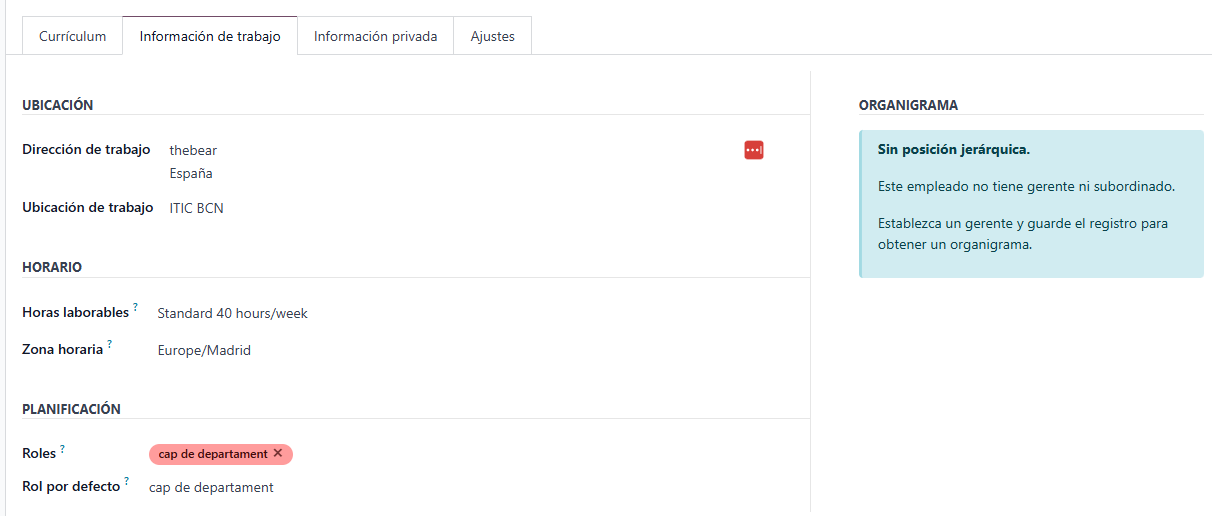 Currículum
Información de trabajo
Información privada
Ajustes
UBICACIÓN
Dirección de trabajo thebear
España
Ubicación de trabajo ITIC BCN
HORARIO
Horas laborables ? Standard 40 hours/week
Zona horaria ? Europe/Madrid
PLANIFICACIÓN
Roles ? cap de departament ✕
Rol por defecto ? cap de departament
ORGANIGRAMA
Sin posición jerárquica.
Este empleado no tiene gerente ni subordinado.
Establezca un gerente y guarde el registro para
obtener un organigrama.